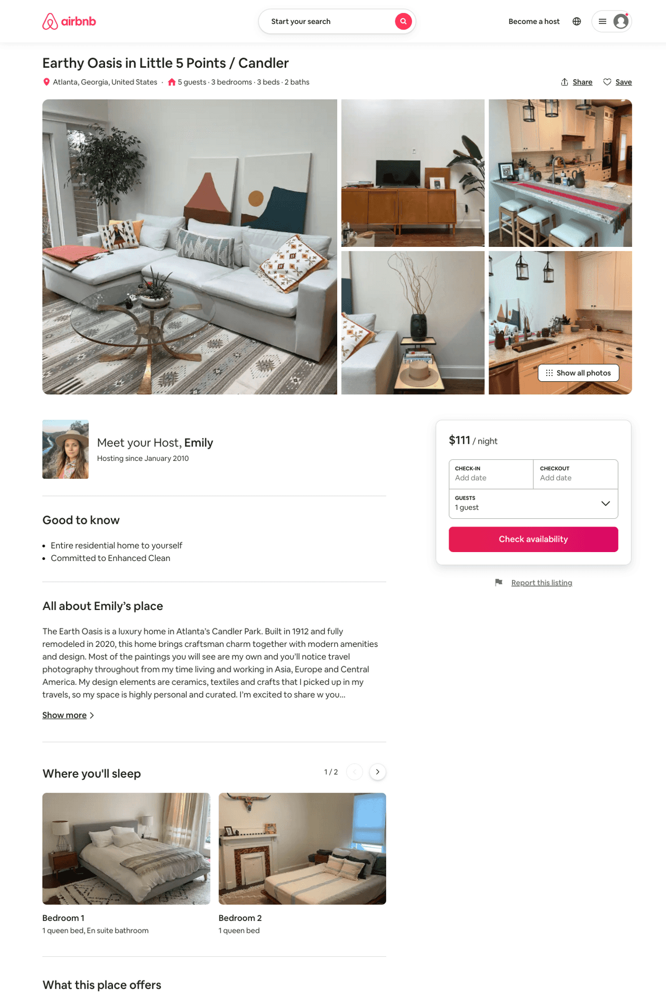 airbnb
Start your search
Become a host
Earthy Oasis in Little 5 Points / Candler
Atlanta, Georgia, United States · 5 guests · 3 bedrooms · 3 beds · 2 baths
Share
Save
Show all photos
Meet your Host, Emily
Hosting since January 2010
$111 / night
CHECK-IN
Add date
CHECKOUT
Add date
GUESTS
1 guest
Check availability
Report this listing
Good to know
• Entire residential home to yourself
• Committed to Enhanced Clean
All about Emily’s place
The Earth Oasis is a luxury home in Atlanta’s Candler Park. Built in 1912 and fully
remodeled in 2020, this home brings craftsman charm together with modern amenities
and design. Most of the paintings you will see are my own and you’ll notice travel
photography throughout from my time living and working in Asia, Europe and Central
America. My design elements are ceramics, textiles and crafts that I picked up in my
travels, so my space is highly personal and curated. I’m excited to share w you…
Show more
Where you'll sleep
1 / 2
Bedroom 1
1 queen bed, En suite bathroom
Bedroom 2
1 queen bed
What this place offers